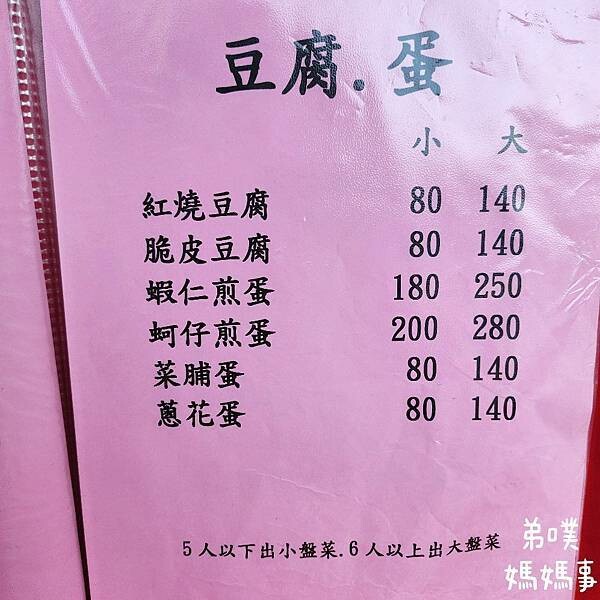 豆腐.蛋
小 大
紅燒豆腐 80 140
脆皮豆腐 80 140
蝦仁煎蛋 180 250
蚵仔煎蛋 200 280
菜脯蛋 80 140
蔥花蛋 80 140
5人以下出小盤菜.6人以上出大盤菜
弟噗
媽媽事